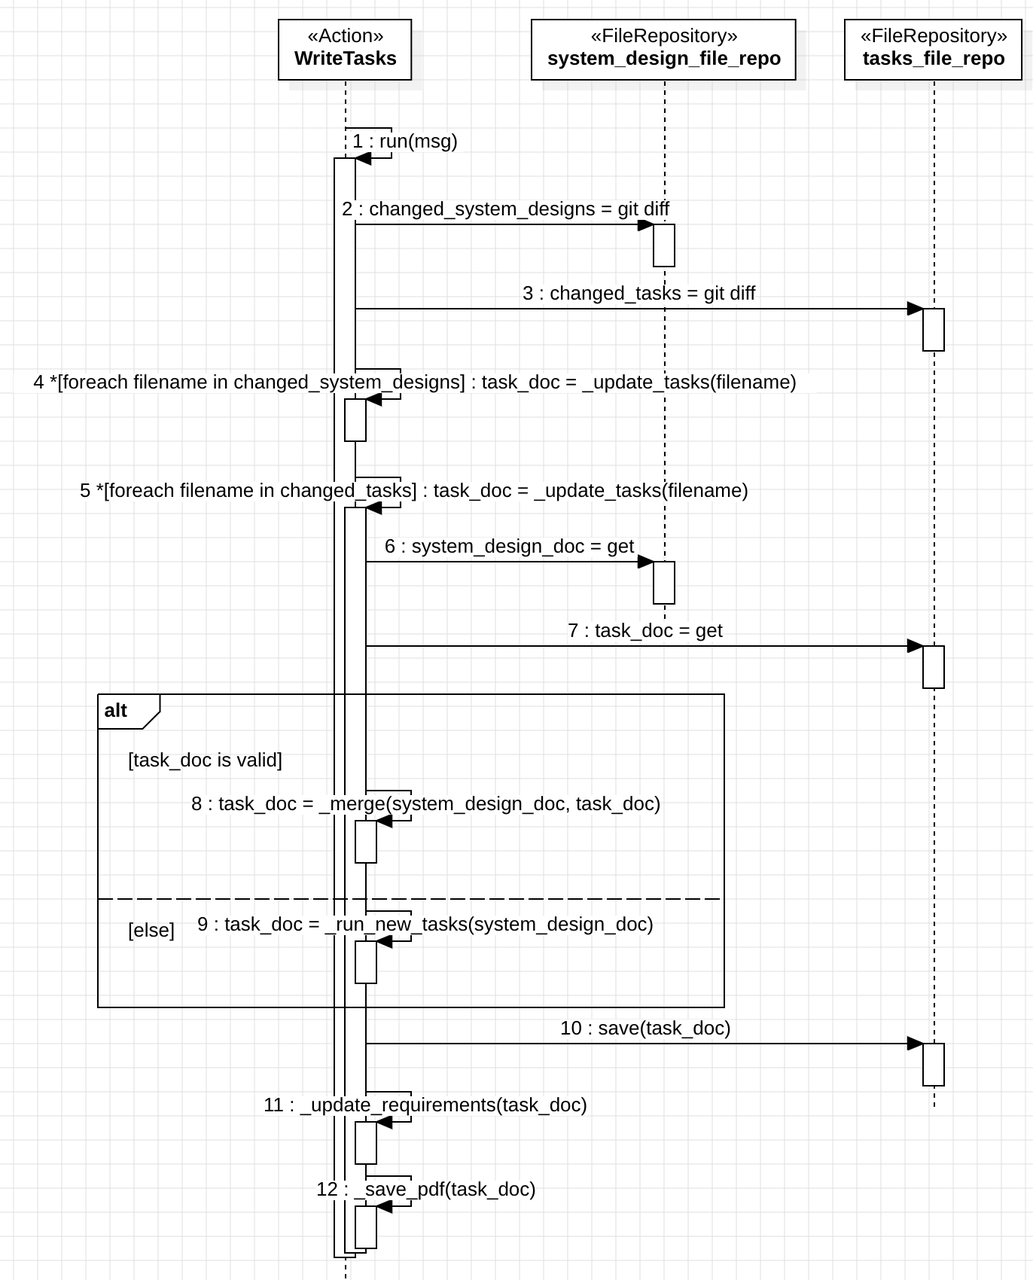 «Action»
WriteTasks
«FileRepository»
system_design_file_repo
«FileRepository»
tasks_file_repo
1 : run(msg)
2 : changed_system_designs = git diff
3 : changed_tasks = git diff
4 *[foreach filename in changed_system_designs] : task_doc = _update_tasks(filename)
5 *[foreach filename in changed_tasks] : task_doc = _update_tasks(filename)
6 : system_design_doc = get
7 : task_doc = get
alt
[task_doc is valid]
8 : task_doc = _merge(system_design_doc, task_doc)
[else]
9 : task_doc = _run_new_tasks(system_design_doc)
10 : save(task_doc)
11 : _update_requirements(task_doc)
12 : _save_pdf(task_doc)